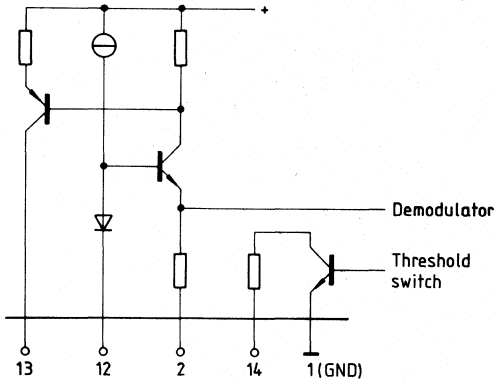 +
Demodulator
Threshold
switch
13 12 2 14 1 (GND)